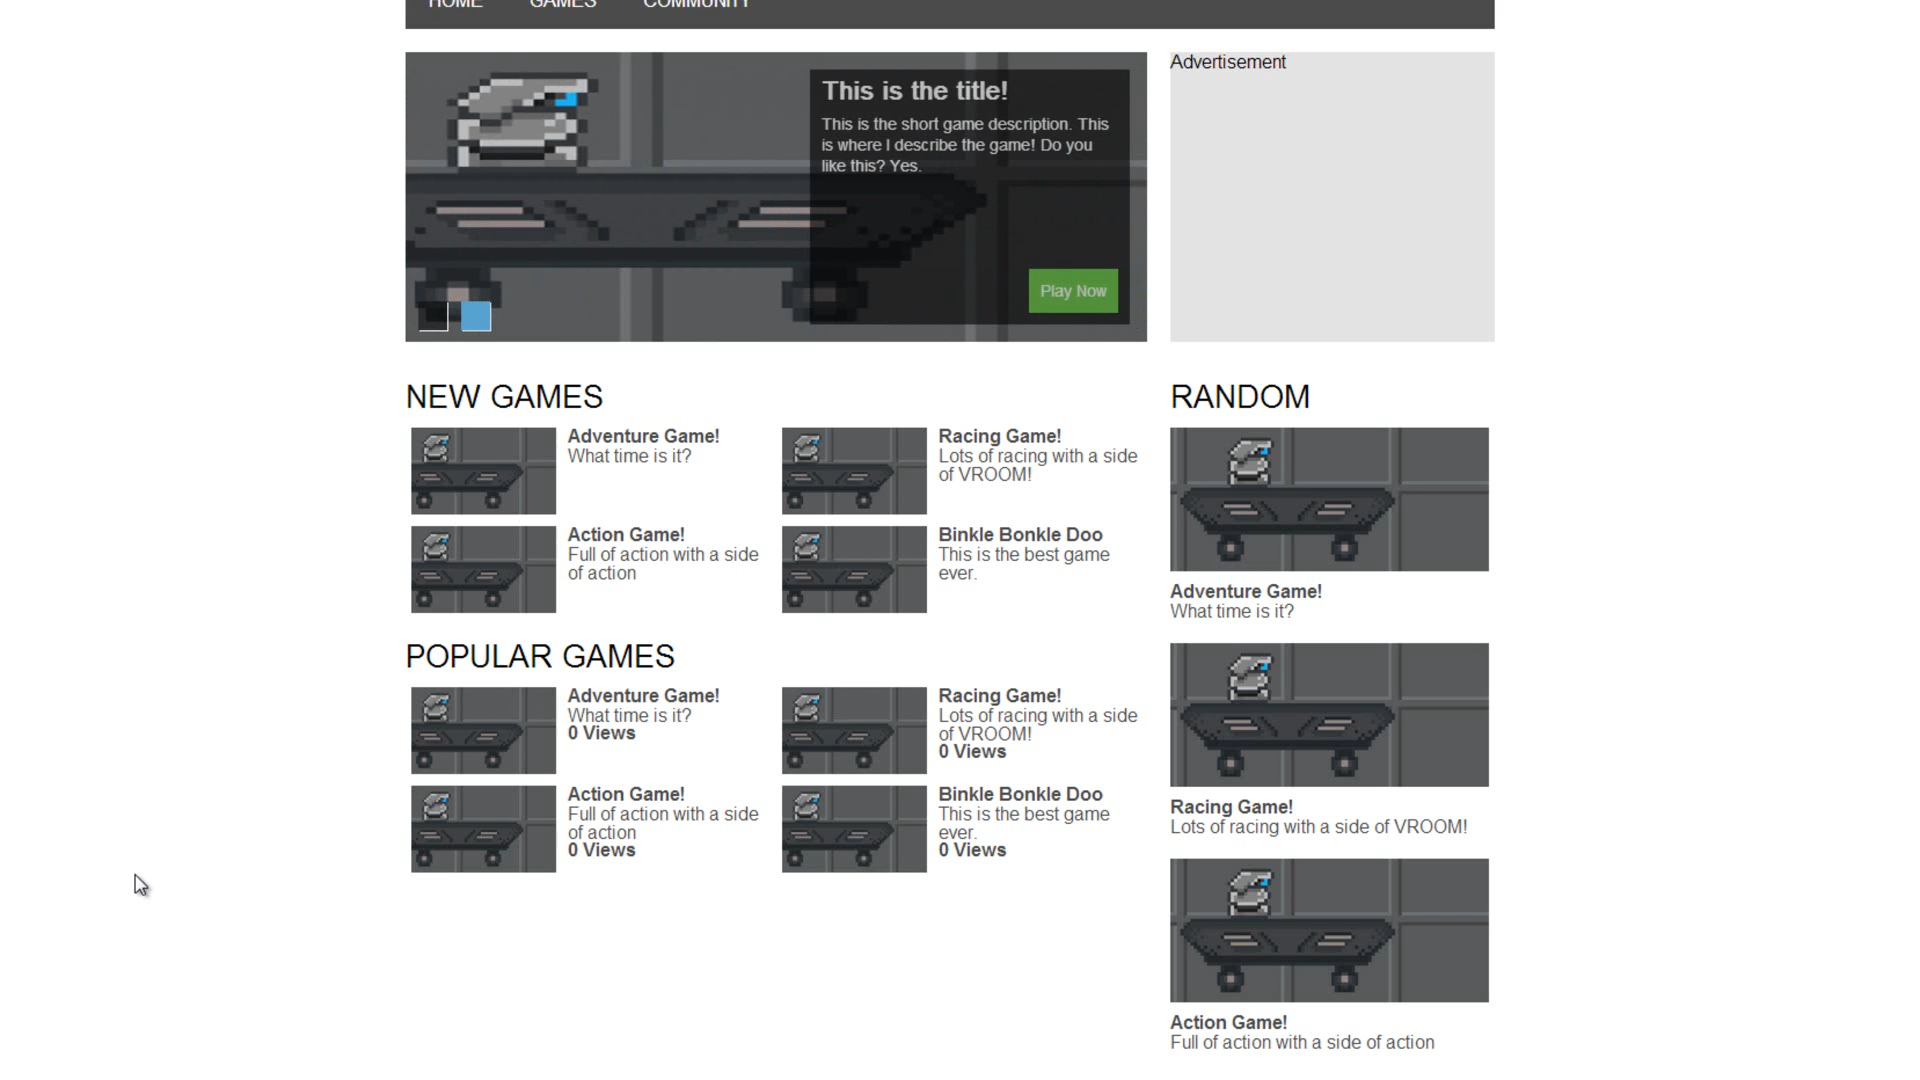 HOME GAMES COMMUNITY
This is the title!
This is the short game description. This
is where I describe the game! Do you
like this? Yes.
Play Now
Advertisement
NEW GAMES
Adventure Game!
What time is it?
Racing Game!
Lots of racing with a side
of VROOM!
Action Game!
Full of action with a side
of action
Binkle Bonkle Doo
This is the best game
ever.
POPULAR GAMES
Adventure Game!
What time is it?
0 Views
Racing Game!
Lots of racing with a side
of VROOM!
0 Views
Action Game!
Full of action with a side
of action
0 Views
Binkle Bonkle Doo
This is the best game
ever.
0 Views
RANDOM
Adventure Game!
What time is it?
Racing Game!
Lots of racing with a side of VROOM!
Action Game!
Full of action with a side of action